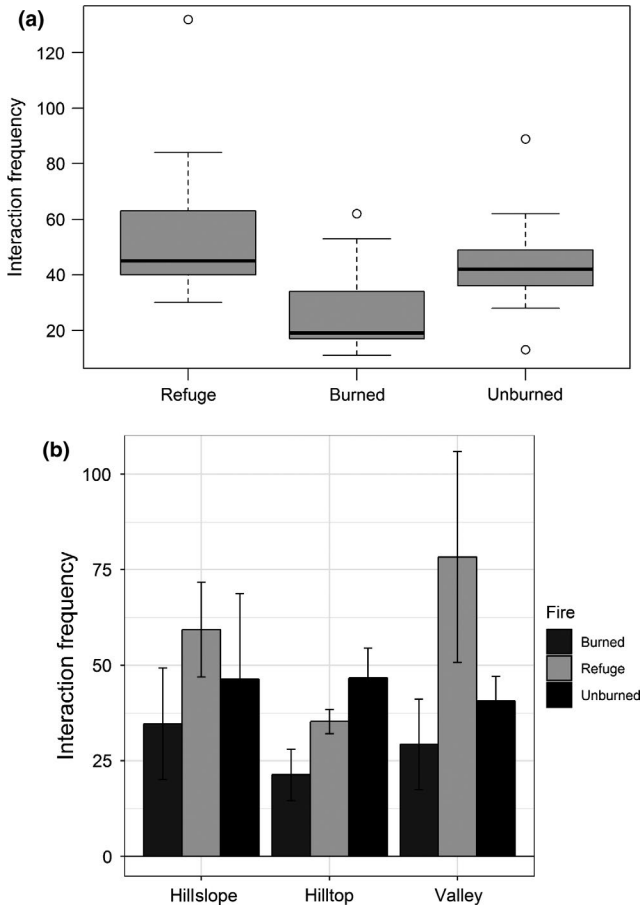 (a)
Interaction frequency
120
100
80
60
40
20
Refuge Burned Unburned
(b)
Interaction frequency
100
75
50
25
0
Hillslope Hilltop Valley
Fire
Burned
Refuge
Unburned